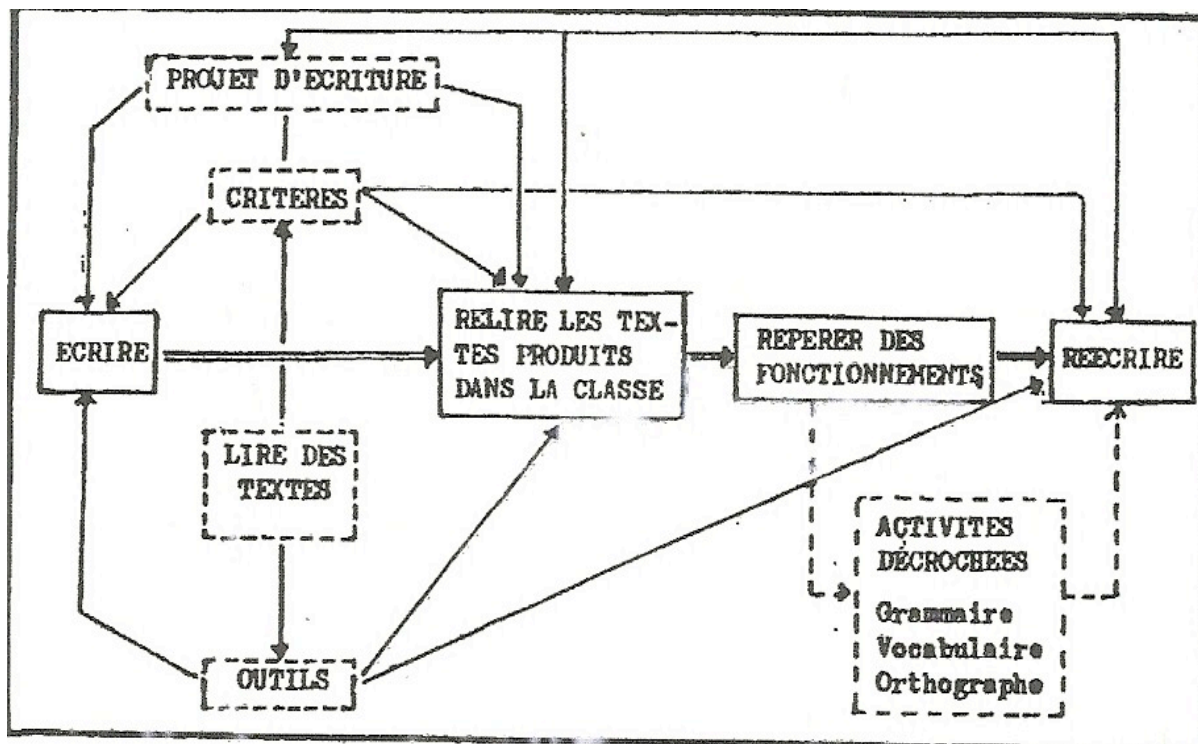 PROJET D'ECRITURE
CRITERES
ECRIRE
RELIRE LES TEX-
TES PRODUITS
DANS LA CLASSE
REPERER DES
FONCTIONNEMENTS
REECRIRE
LIRE DES
TEXTES
OUTILS
ACTIVITES
DÉCROCHEES
Grammaire
Vocabulaire
Orthographe